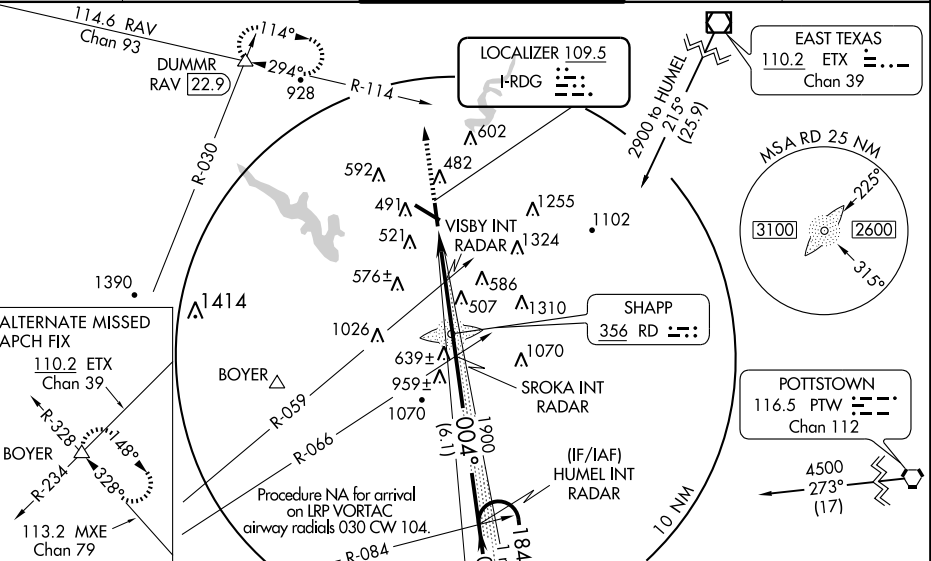 114.6 RAV
Chan 93
DUMMR
RAV 22.9
114°
294°
928
R-114
R-030
LOCALIZER 109.5
I-RDG
2900 to HUMEL
215°
(25.9)
EAST TEXAS
110.2 ETX
Chan 39
MSA RD 25 NM
225°
3100
2600
315°
602
592
482
491
1255
1102
521
VISBY INT
RADAR
1324
576±
586
507
1310
1390
1414
1026
639±
959±
1070
1070
SHAPP
356 RD
SROKA INT
RADAR
BOYER
R-059
R-066
ALTERNATE MISSED
APCH FIX
110.2 ETX
Chan 39
R-328
BOYER
148°
328°
R-234
113.2 MXE
Chan 79
Procedure NA for arrival
on LRP VORTAC
airway radials 030 CW 104.
R-084
004°
(6.1)
1900
(IF/IAF)
HUMEL INT
RADAR
184
10 NM
POTTSTOWN
116.5 PTW
Chan 112
4500
273°
(17)